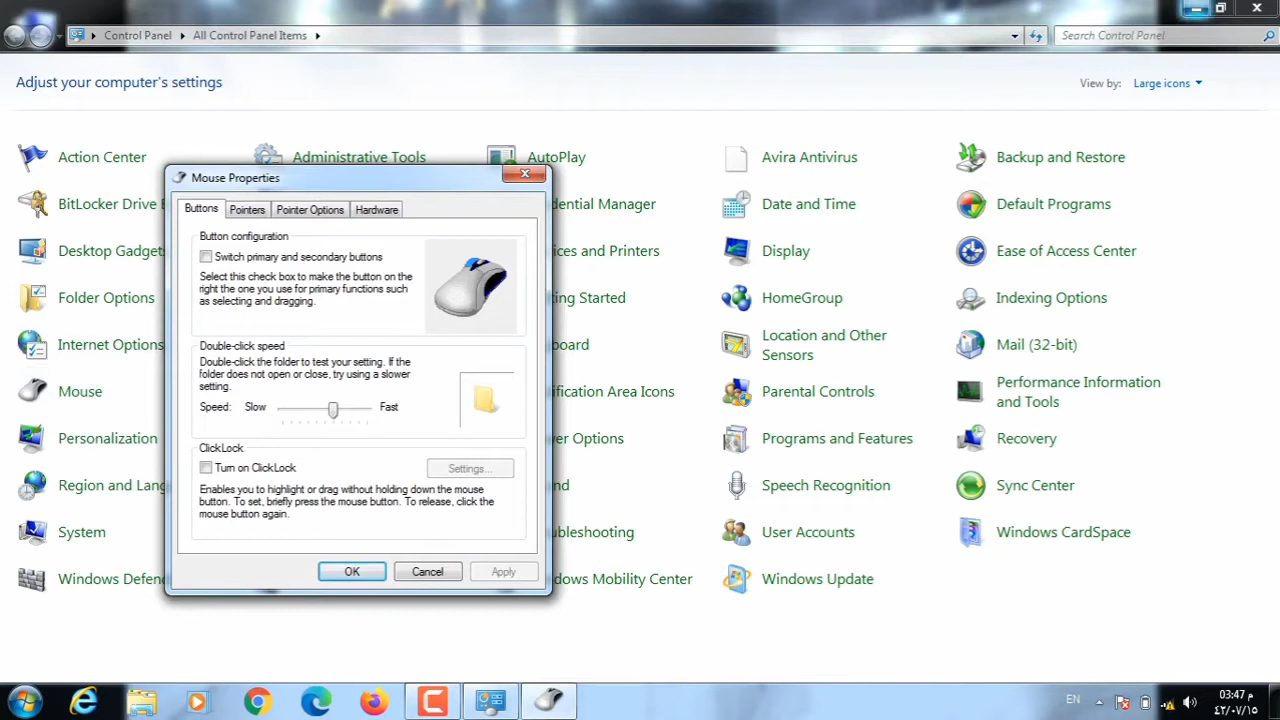 Control Panel
All Control Panel Items
Search Control Panel
Adjust your computer's settings
View by: Large icons
Action Center
Administrative Tools
AutoPlay
Avira Antivirus
Backup and Restore
BitLocker Drive E
dential Manager
Date and Time
Default Programs
Desktop Gadget
ices and Printers
Display
Ease of Access Center
Folder Options
ing Started
HomeGroup
Indexing Options
Internet Options
board
Location and Other
Sensors
Mail (32-bit)
Mouse
ification Area Icons
Parental Controls
Performance Information
and Tools
Personalization
er Options
Programs and Features
Recovery
Region and Lang
nd
Speech Recognition
Sync Center
System
ubleshooting
User Accounts
Windows CardSpace
Windows Defen
dows Mobility Center
Windows Update
Mouse Properties
Buttons
Pointers
Pointer Options
Hardware
Button configuration
Switch primary and secondary buttons
Select this check box to make the button on the
right the one you use for primary functions such
as selecting and dragging.
Double-click speed
Double-click the folder to test your setting. If the
folder does not open or close, try using a slower
setting.
Speed: Slow Fast
ClickLock
Turn on ClickLock
Settings...
Enables you to highlight or drag without holding down the mouse
button. To set, briefly press the mouse button. To release, click the
mouse button again.
OK
Cancel
Apply
EN
03:47 م
٤٢/٠٧/١٥